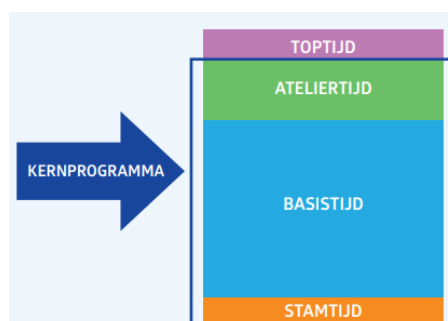 TOPTIJD
ATELIERTIJD
KERNPROGRAMMA
BASISTIJD
STAMTIJD